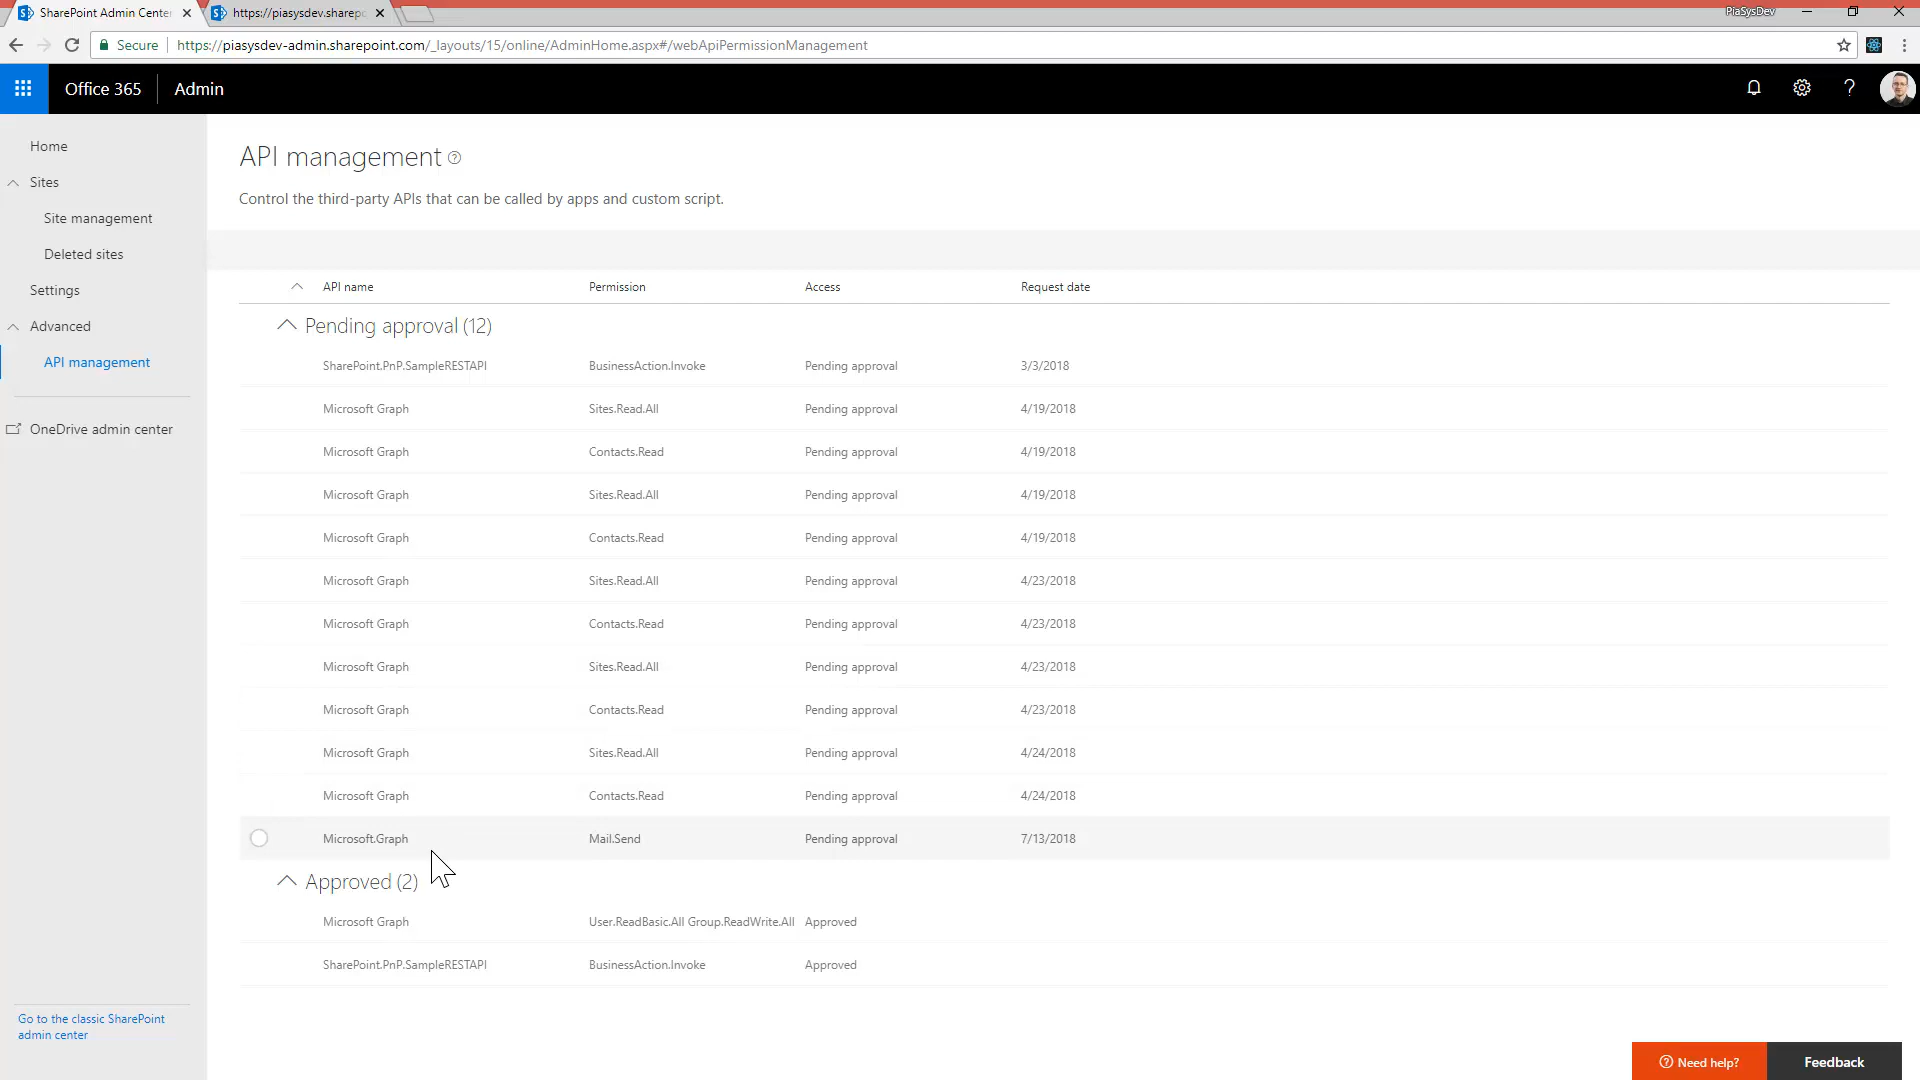 SharePoint Admin Center
https://piasysdev.sharepo
PiaSysDev
Secure
https://piasysdev-admin.sharepoint.com/_layouts/15/online/AdminHome.aspx#/webApiPermissionManagement
Office 365
Admin
Home
Sites
Site management
Deleted sites
Settings
Advanced
API management
OneDrive admin center
Go to the classic SharePoint
admin center
API management
Control the third-party APIs that can be called by apps and custom script.
API name Permission Access Request date
Pending approval (12)
SharePoint.PnP.SampleRESTAPI BusinessAction.Invoke Pending approval 3/3/2018
Microsoft Graph Sites.Read.All Pending approval 4/19/2018
Microsoft Graph Contacts.Read Pending approval 4/19/2018
Microsoft Graph Sites.Read.All Pending approval 4/19/2018
Microsoft Graph Contacts.Read Pending approval 4/19/2018
Microsoft Graph Sites.Read.All Pending approval 4/23/2018
Microsoft Graph Contacts.Read Pending approval 4/23/2018
Microsoft Graph Sites.Read.All Pending approval 4/23/2018
Microsoft Graph Contacts.Read Pending approval 4/23/2018
Microsoft Graph Sites.Read.All Pending approval 4/24/2018
Microsoft Graph Contacts.Read Pending approval 4/24/2018
Microsoft.Graph Mail.Send Pending approval 7/13/2018
Approved (2)
Microsoft Graph User.ReadBasic.All Group.ReadWrite.All Approved
SharePoint.PnP.SampleRESTAPI BusinessAction.Invoke Approved
Need help?
Feedback